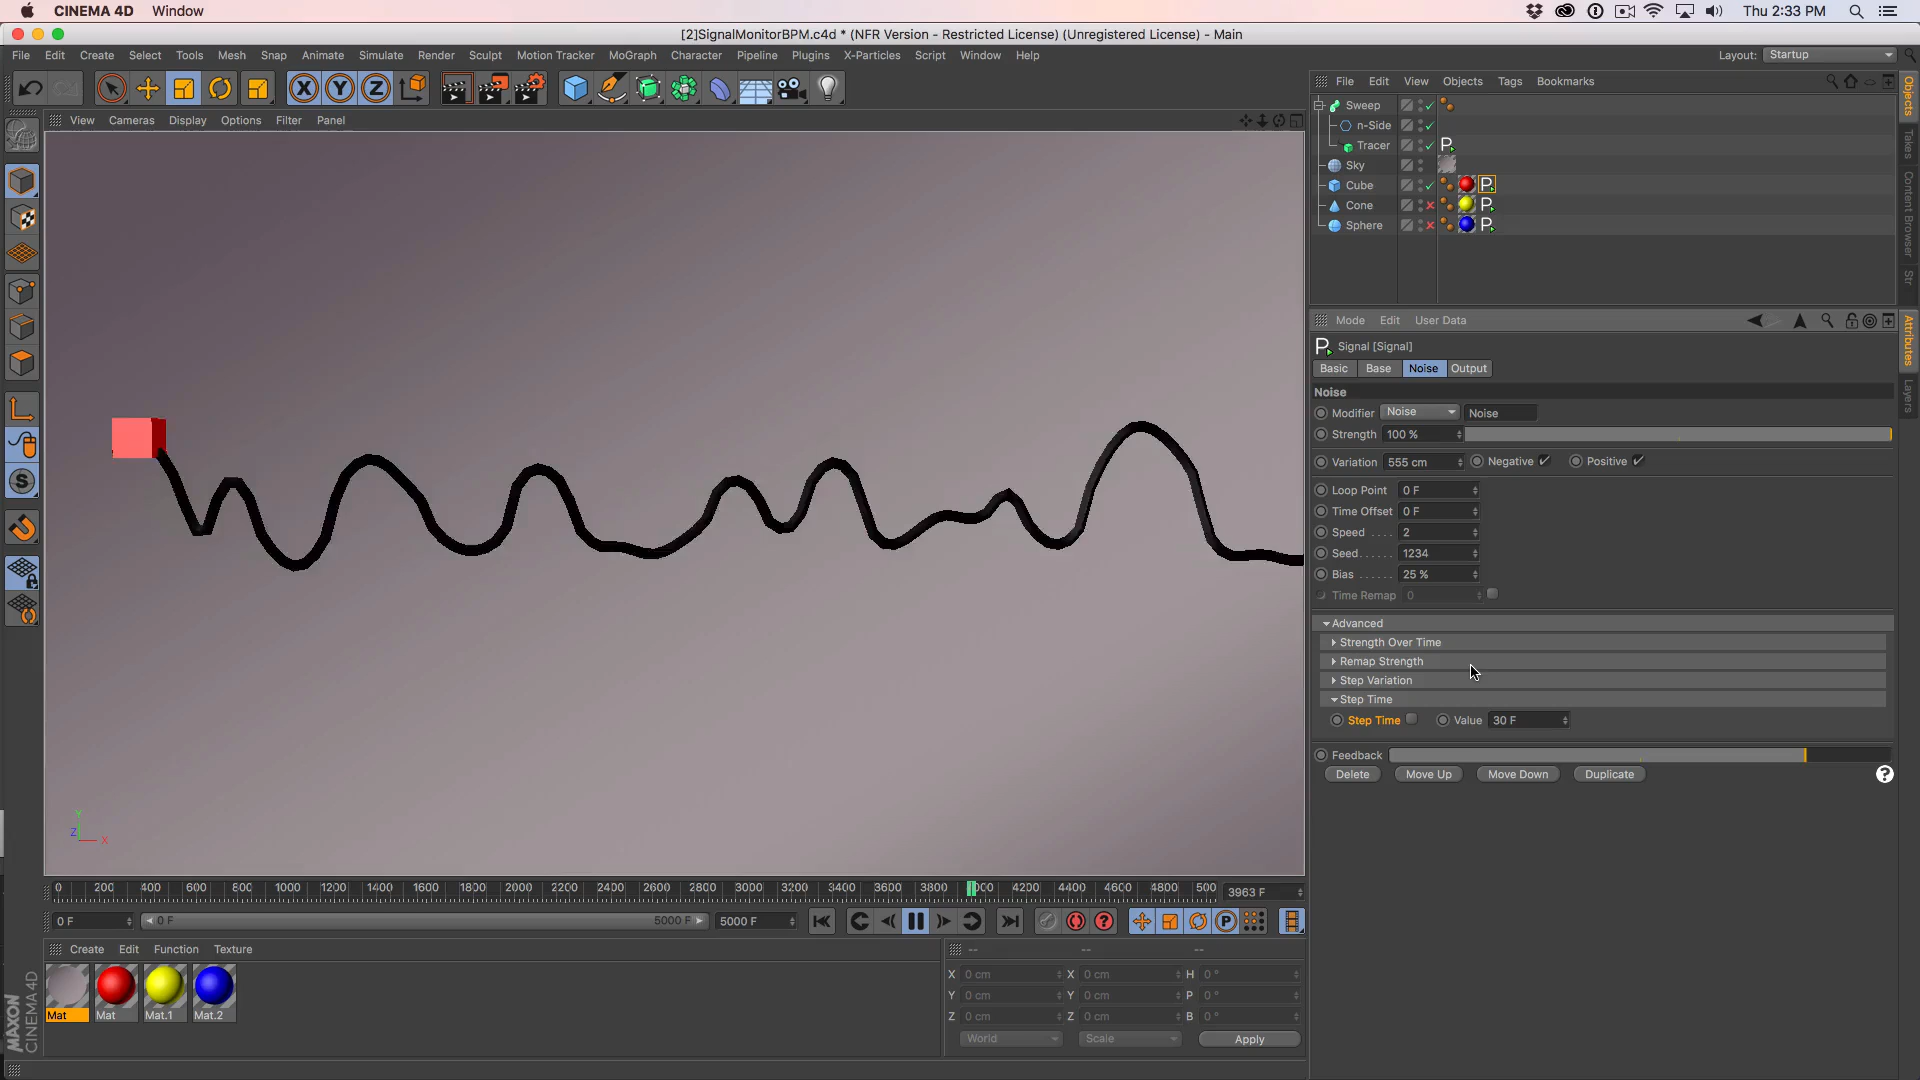 CINEMA 4D Window Thu 2:33 PM
[2]SignalMonitorBPM.c4d * (NFR Version - Restricted License) (Unregistered License) - Main
File Edit Create Select Tools Mesh Snap Animate Simulate Render Sculpt Motion Tracker MoGraph Character Pipeline Plugins X-Particles Script Window Help Layout: Startup
X Y Z
File Edit View Objects Tags Bookmarks
Objects
Takes
Content Browser
Str
Sweep
n-Side
Tracer
Sky
Cube
Cone
Sphere
View Cameras Display Options Filter Panel
Mode Edit User Data
Attributes
Layers
Signal [Signal]
Basic Base Noise Output
Noise
Modifier Noise Noise
Strength 100 %
Variation 555 cm Negative Positive
Loop Point 0 F
Time Offset 0 F
Speed . . . . 2
Seed. . . . . . 1234
Bias . . . . . . 25 %
Time Remap 0
Advanced
Strength Over Time
Remap Strength
Step Variation
Step Time
Step Time Value 30 F
Feedback
Delete Move Up Move Down Duplicate ?
Y
Z X
0 200 400 600 800 1000 1200 1400 1600 1800 2000 2200 2400 2600 2800 3000 3200 3400 3600 3800 4200 4400 4600 4800 500 3963 F
0 F 0 F 5000 F 5000 F
Create Edit Function Texture
-- -- --
Mat Mat Mat.1 Mat.2
X 0 cm X 0 cm H 0 °
Y 0 cm Y 0 cm P 0 °
Z 0 cm Z 0 cm B 0 °
World Scale Apply
MAXON
CINEMA 4D